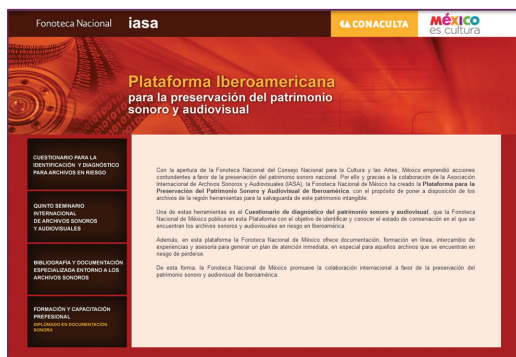 Fonoteca Nacional iasa CONACULTA MÉXICO
es cultura
Plataforma Iberoamericana
para la preservación del patrimonio
sonoro y audiovisual
CUESTIONARIO PARA LA
IDENTIFICACIÓN Y DIAGNÓSTICO
PARA ARCHIVOS EN RIESGO
QUINTO SEMINARIO
INTERNACIONAL
DE ARCHIVOS SONOROS
Y AUDIOVISUALES
BIBLIOGRAFÍA Y DOCUMENTACIÓN
ESPECIALIZADA ENTORNO A LOS
ARCHIVOS SONOROS
FORMACIÓN Y CAPACITACIÓN
PREFESIONAL
DIPLOMADO EN DOCUMENTACIÓN
SONORA
Con la apertura de la Fonoteca Nacional del Consejo Nacional para la Cultura y las Artes, México emprendió acciones
contundentes a favor de la preservación del patrimonio sonoro nacional. Por ello y gracias a la colaboración de la Asociación
Internacional de Archivos Sonoros y Audiovisuales (IASA), la Fonoteca Nacional de México ha creado la Plataforma para la
Preservación del Patrimonio Sonoro y Audiovisual de Iberoamérica, con el propósito de poner a disposición de los
archivos de la región herramientas para la salvaguarda de este patrimonio intangible.
Una de estas herramientas es el Cuestionario de diagnóstico del patrimonio sonoro y audiovisual, que la Fonoteca
Nacional de México publica en esta Plataforma con el objetivo de identificar y conocer el estado de conservación en el que se
encuentran los archivos sonoros y audiovisuales en riesgo en Iberoamérica.
Además, en esta plataforma la Fonoteca Nacional de México ofrece documentación, formación en línea, intercambio de
experiencias y asesoría para generar un plan de atención inmediata, en especial para aquellos archivos que se encuentran en
riesgo de perderse.
De esta forma, la Fonoteca Nacional de México promueve la colaboración internacional a favor de la preservación del
patrimonio sonoro y audiovisual de Iberoamérica.